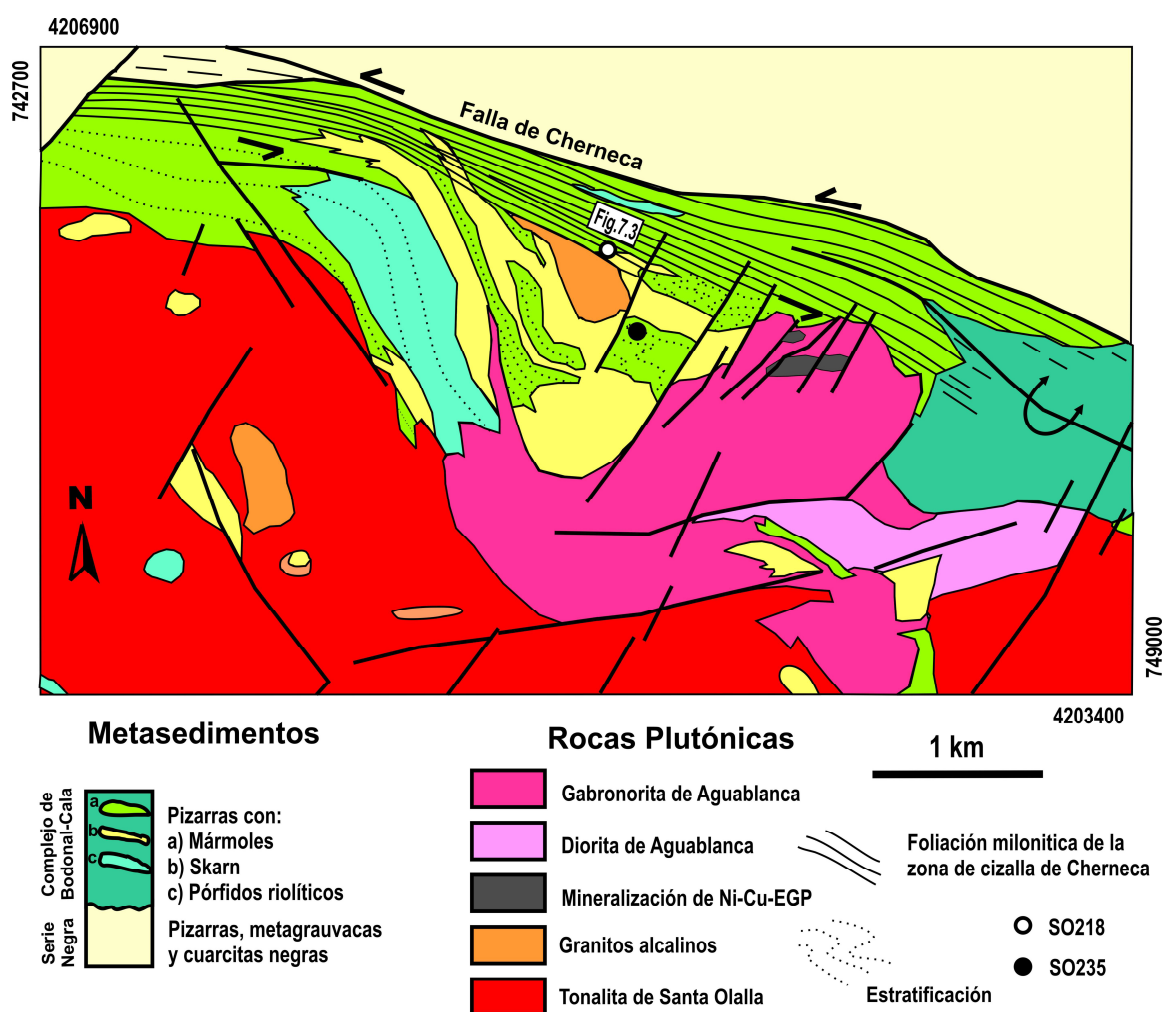 4206900
742700
Falla de Cherneca
Fig.7.3
N
749000
4203400
Metasedimentos
Complejo de
Bodonal-Cala
a
b
c
Pizarras con:
a) Mármoles
b) Skarn
c) Pórfidos riolíticos
Serie
Negra
Pizarras, metagrauvacas
y cuarcitas negras
Rocas Plutónicas
Gabronorita de Aguablanca
Diorita de Aguablanca
Mineralización de Ni-Cu-EGP
Granitos alcalinos
Tonalita de Santa Olalla
1 km
Foliación milonitica de la
zona de cizalla de Cherneca
SO218
SO235
Estratificación